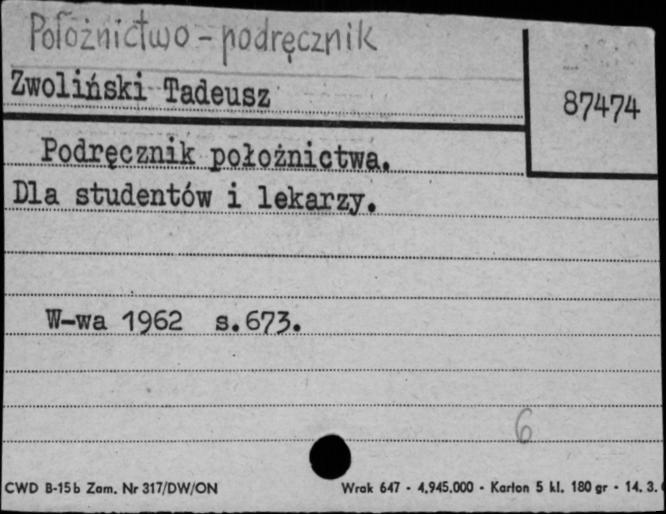 Położnictwo - podręcznik
Zwoliński Tadeusz
87474
Podręcznik położnictwa.
Dla studentów i lekarzy.
W-wa 1962 s.673.
6
CWD B-15b Zam. Nr 317/DW/ON
Wrak 647 - 4.945.000 - Karton 5 kl. 180 gr - 14. 3.